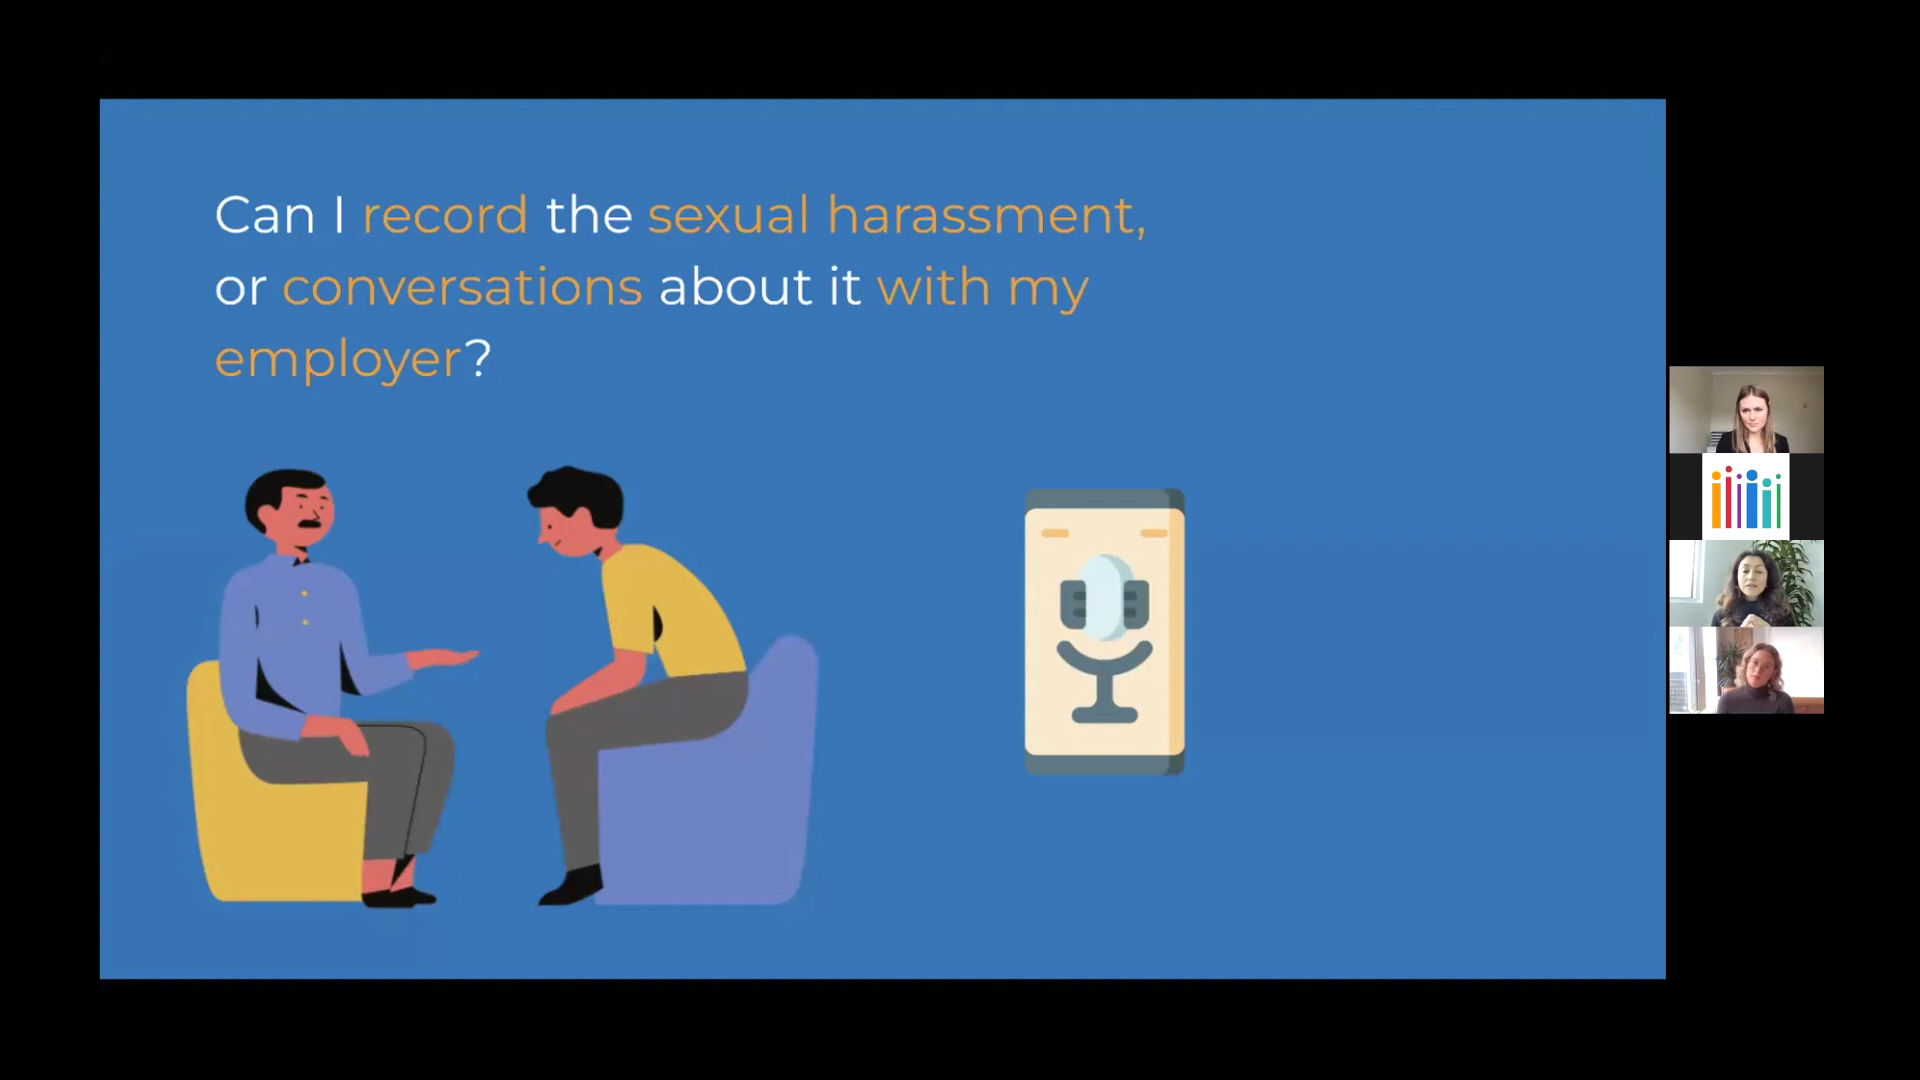 Can I record the sexual harassment,
or conversations about it with my
employer?